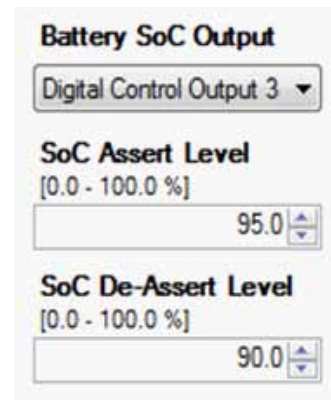 Battery SoC Output
Digital Control Output 3
SoC Assert Level
[0.0 - 100.0 %]
95.0
SoC De-Assert Level
[0.0 - 100.0 %]
90.0